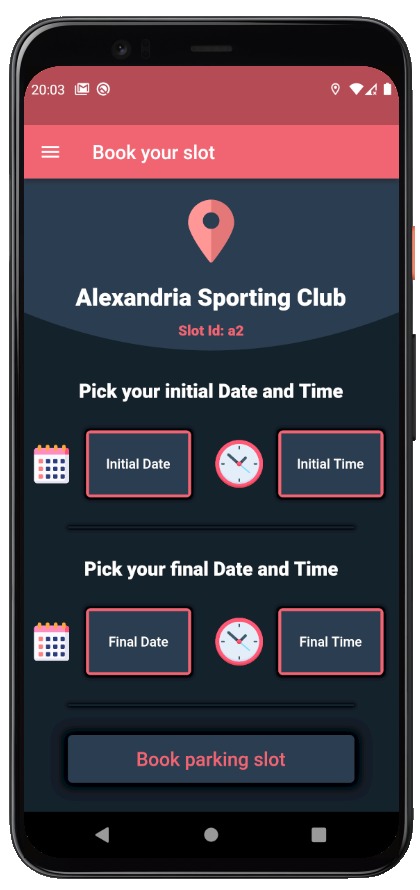 20:03
Book your slot
Alexandria Sporting Club
Slot Id: a2
Pick your initial Date and Time
Initial Date
Initial Time
Pick your final Date and Time
Final Date
Final Time
Book parking slot